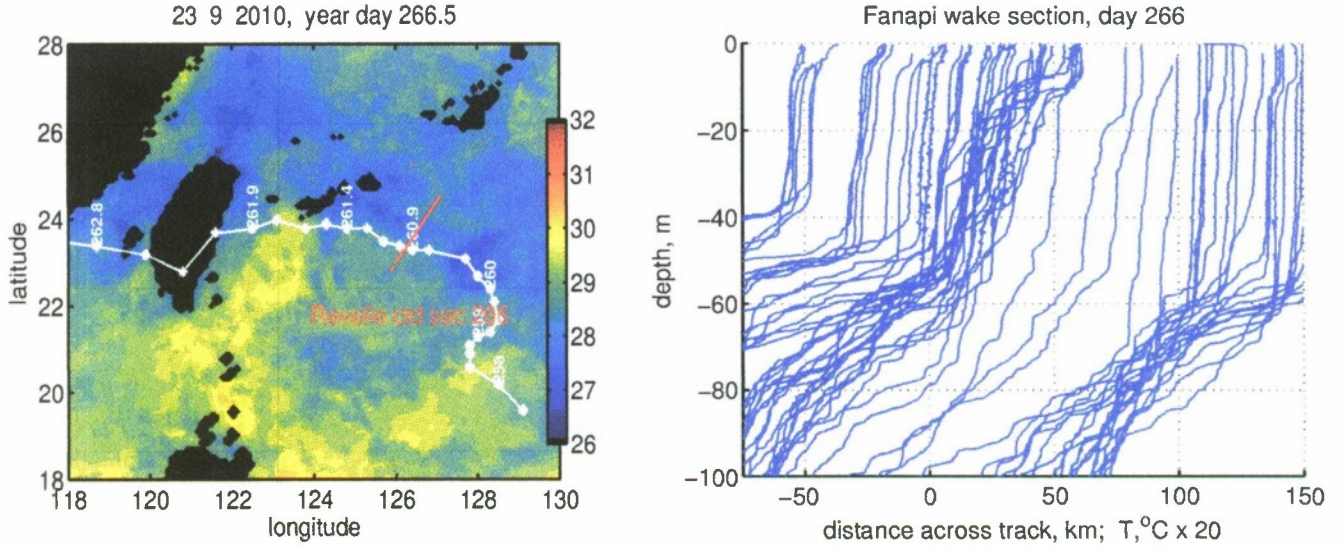 23 9 2010, year day 266.5
28
26
24
22
20
18
118 120 122 124 126 128 130
latitude
longitude
262.8
261.9
261.4
260.9
260
258
Revelle ctd sec
32
31
30
29
28
27
26
Fanapi wake section, day 266
0
−20
−40
−60
−80
−100
−50 0 50 100 150
depth, m
distance across track, km; T,°C x 20